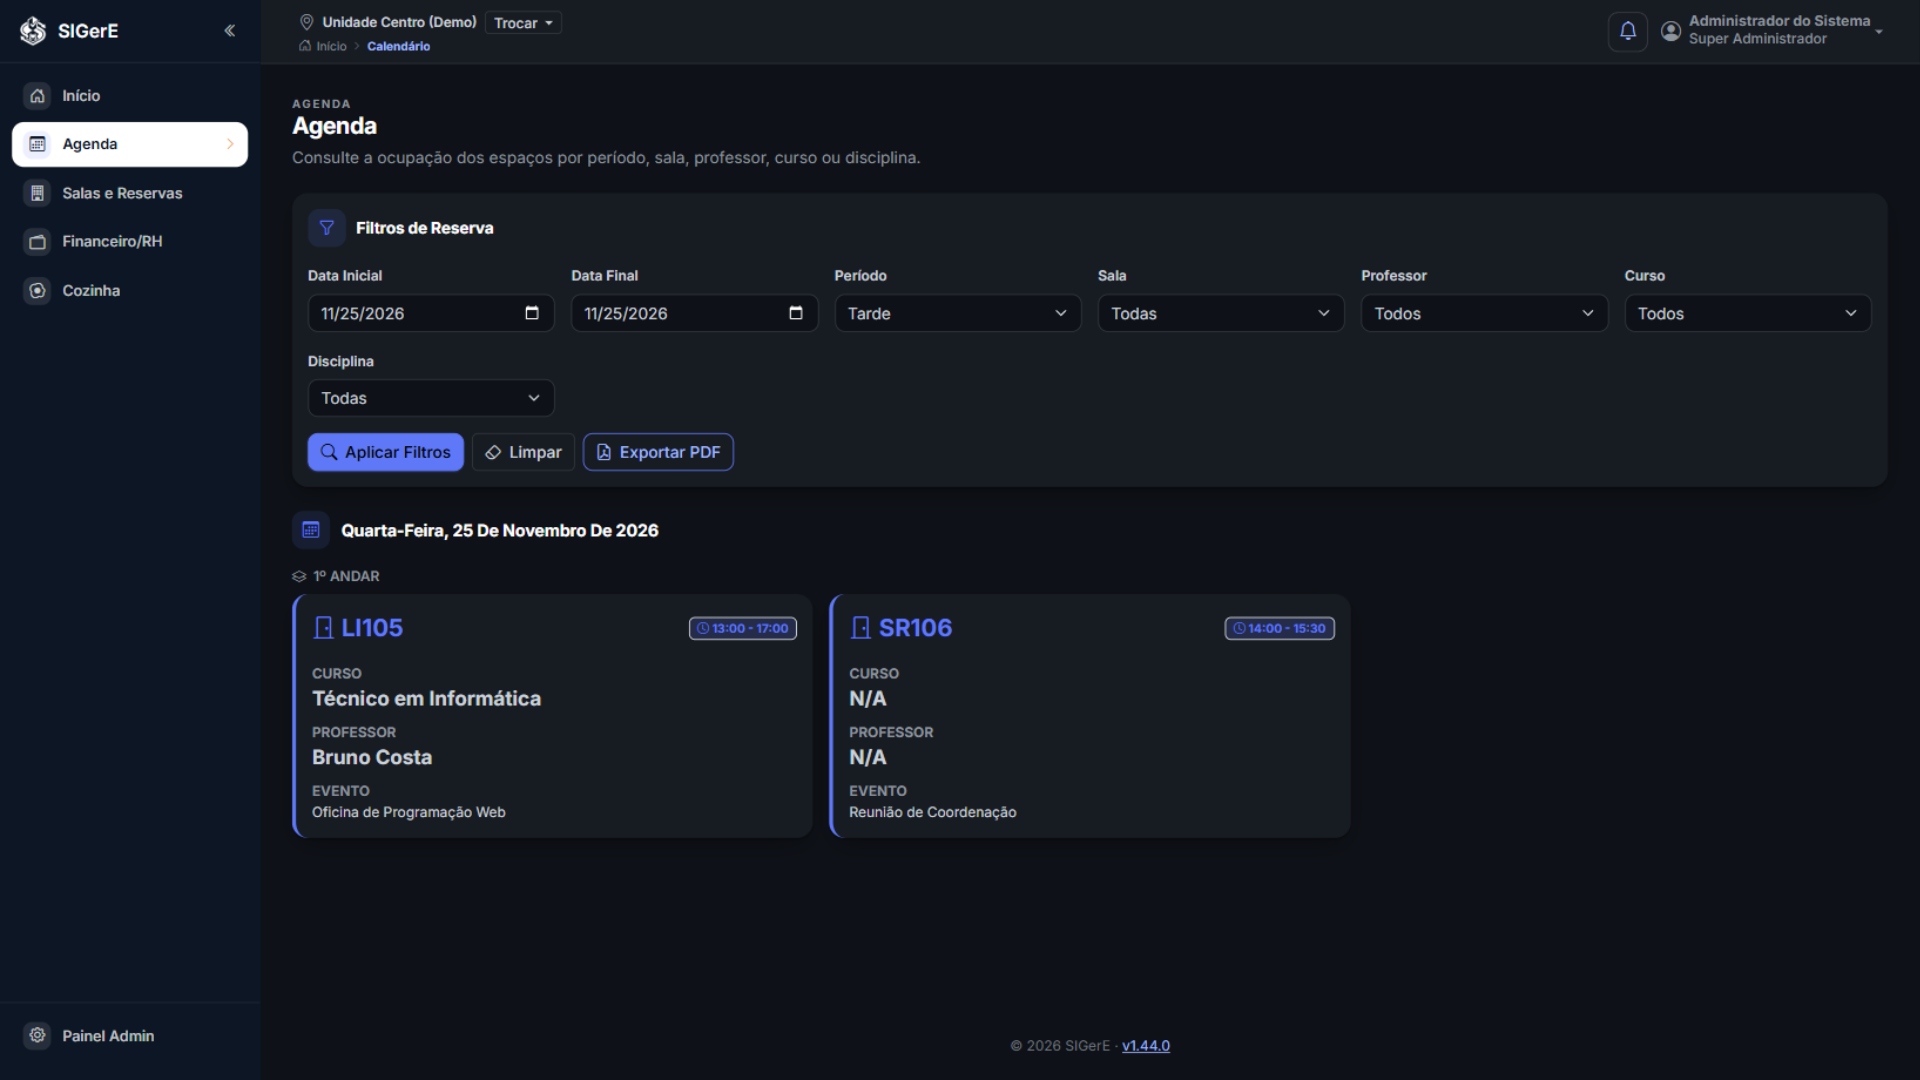 SIGerE
«
Unidade Centro (Demo)
Trocar
Início > Calendário
Administrador do Sistema
Super Administrador
Início
Agenda
Salas e Reservas
Financeiro/RH
Cozinha
Painel Admin
AGENDA
Agenda
Consulte a ocupação dos espaços por período, sala, professor, curso ou disciplina.
Filtros de Reserva
Data Inicial
Data Final
Período
Sala
Professor
Curso
11/25/2026
11/25/2026
Tarde
Todas
Todos
Todos
Disciplina
Todas
Aplicar Filtros
Limpar
Exportar PDF
Quarta-Feira, 25 De Novembro De 2026
1º ANDAR
LI105
13:00 - 17:00
CURSO
Técnico em Informática
PROFESSOR
Bruno Costa
EVENTO
Oficina de Programação Web
SR106
14:00 - 15:30
CURSO
N/A
PROFESSOR
N/A
EVENTO
Reunião de Coordenação
© 2026 SIGerE · v1.44.0